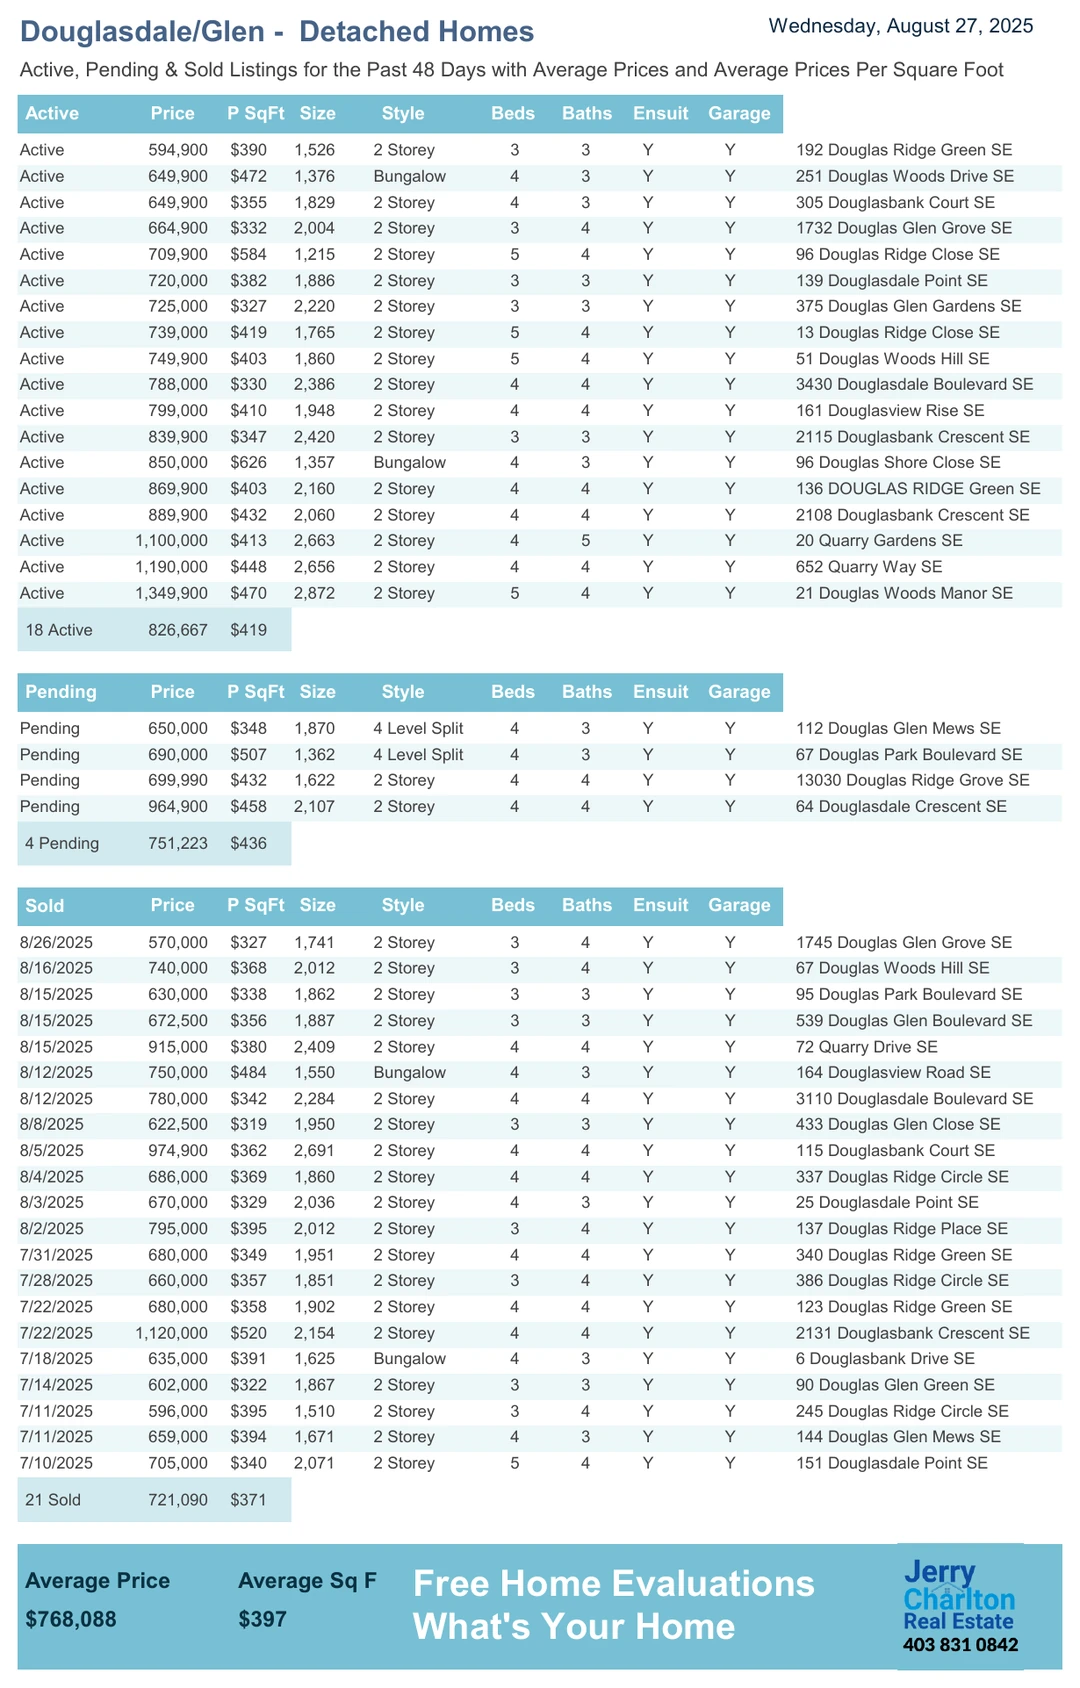 Douglasdale/Glen -  Detached Homes
Wednesday, August 27, 2025
Active, Pending & Sold Listings for the Past 48 Days with Average Prices and Average Prices Per Square Foot
Active Price P SqFt Size Style Beds Baths Ensuit Garage
Active 594,900 $390 1,526 2 Storey 3 3 Y Y 192 Douglas Ridge Green SE
Active 649,900 $472 1,376 Bungalow 4 3 Y Y 251 Douglas Woods Drive SE
Active 649,900 $355 1,829 2 Storey 4 3 Y Y 305 Douglasbank Court SE
Active 664,900 $332 2,004 2 Storey 3 4 Y Y 1732 Douglas Glen Grove SE
Active 709,900 $584 1,215 2 Storey 5 4 Y Y 96 Douglas Ridge Close SE
Active 720,000 $382 1,886 2 Storey 3 3 Y Y 139 Douglasdale Point SE
Active 725,000 $327 2,220 2 Storey 3 3 Y Y 375 Douglas Glen Gardens SE
Active 739,000 $419 1,765 2 Storey 5 4 Y Y 13 Douglas Ridge Close SE
Active 749,900 $403 1,860 2 Storey 5 4 Y Y 51 Douglas Woods Hill SE
Active 788,000 $330 2,386 2 Storey 4 4 Y Y 3430 Douglasdale Boulevard SE
Active 799,000 $410 1,948 2 Storey 4 4 Y Y 161 Douglasview Rise SE
Active 839,900 $347 2,420 2 Storey 3 3 Y Y 2115 Douglasbank Crescent SE
Active 850,000 $626 1,357 Bungalow 4 3 Y Y 96 Douglas Shore Close SE
Active 869,900 $403 2,160 2 Storey 4 4 Y Y 136 DOUGLAS RIDGE Green SE
Active 889,900 $432 2,060 2 Storey 4 4 Y Y 2108 Douglasbank Crescent SE
Active 1,100,000 $413 2,663 2 Storey 4 5 Y Y 20 Quarry Gardens SE
Active 1,190,000 $448 2,656 2 Storey 4 4 Y Y 652 Quarry Way SE
Active 1,349,900 $470 2,872 2 Storey 5 4 Y Y 21 Douglas Woods Manor SE
18 Active 826,667 $419
Pending Price P SqFt Size Style Beds Baths Ensuit Garage
Pending 650,000 $348 1,870 4 Level Split 4 3 Y Y 112 Douglas Glen Mews SE
Pending 690,000 $507 1,362 4 Level Split 4 3 Y Y 67 Douglas Park Boulevard SE
Pending 699,990 $432 1,622 2 Storey 4 4 Y Y 13030 Douglas Ridge Grove SE
Pending 964,900 $458 2,107 2 Storey 4 4 Y Y 64 Douglasdale Crescent SE
4 Pending 751,223 $436
Sold Price P SqFt Size Style Beds Baths Ensuit Garage
8/26/2025 570,000 $327 1,741 2 Storey 3 4 Y Y 1745 Douglas Glen Grove SE
8/16/2025 740,000 $368 2,012 2 Storey 3 4 Y Y 67 Douglas Woods Hill SE
8/15/2025 630,000 $338 1,862 2 Storey 3 3 Y Y 95 Douglas Park Boulevard SE
8/15/2025 672,500 $356 1,887 2 Storey 3 3 Y Y 539 Douglas Glen Boulevard SE
8/15/2025 915,000 $380 2,409 2 Storey 4 4 Y Y 72 Quarry Drive SE
8/12/2025 750,000 $484 1,550 Bungalow 4 3 Y Y 164 Douglasview Road SE
8/12/2025 780,000 $342 2,284 2 Storey 4 4 Y Y 3110 Douglasdale Boulevard SE
8/8/2025 622,500 $319 1,950 2 Storey 3 3 Y Y 433 Douglas Glen Close SE
8/5/2025 974,900 $362 2,691 2 Storey 4 4 Y Y 115 Douglasbank Court SE
8/4/2025 686,000 $369 1,860 2 Storey 4 4 Y Y 337 Douglas Ridge Circle SE
8/3/2025 670,000 $329 2,036 2 Storey 4 3 Y Y 25 Douglasdale Point SE
8/2/2025 795,000 $395 2,012 2 Storey 3 4 Y Y 137 Douglas Ridge Place SE
7/31/2025 680,000 $349 1,951 2 Storey 4 4 Y Y 340 Douglas Ridge Green SE
7/28/2025 660,000 $357 1,851 2 Storey 3 4 Y Y 386 Douglas Ridge Circle SE
7/22/2025 680,000 $358 1,902 2 Storey 4 4 Y Y 123 Douglas Ridge Green SE
7/22/2025 1,120,000 $520 2,154 2 Storey 4 4 Y Y 2131 Douglasbank Crescent SE
7/18/2025 635,000 $391 1,625 Bungalow 4 3 Y Y 6 Douglasbank Drive SE
7/14/2025 602,000 $322 1,867 2 Storey 3 3 Y Y 90 Douglas Glen Green SE
7/11/2025 596,000 $395 1,510 2 Storey 3 4 Y Y 245 Douglas Ridge Circle SE
7/11/2025 659,000 $394 1,671 2 Storey 4 3 Y Y 144 Douglas Glen Mews SE
7/10/2025 705,000 $340 2,071 2 Storey 5 4 Y Y 151 Douglasdale Point SE
21 Sold 721,090 $371
Average Price Average Sq F
$768,088 $397
Free Home Evaluations
What's Your Home
Jerry
Charlton
Real Estate
403 831 0842